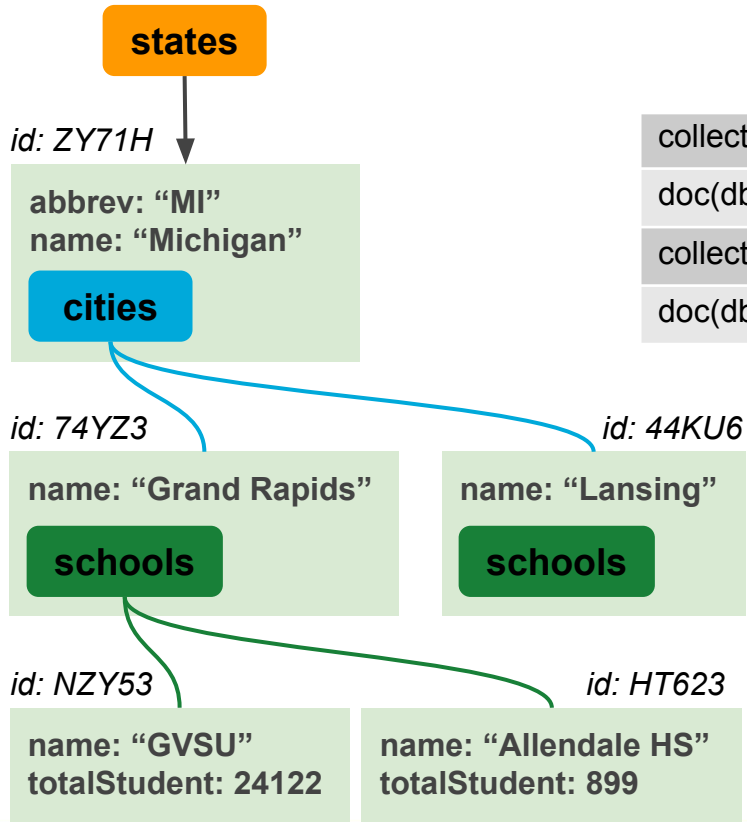 states
id: ZY71H
abbrev: “MI”
name: “Michigan”
cities
collect
doc(db
collect
doc(db
id: 74YZ3
id: 44KU6
name: “Grand Rapids”
name: “Lansing”
schools
schools
id: NZY53
id: HT623
name: “GVSU”
totalStudent: 24122
name: “Allendale HS”
totalStudent: 899